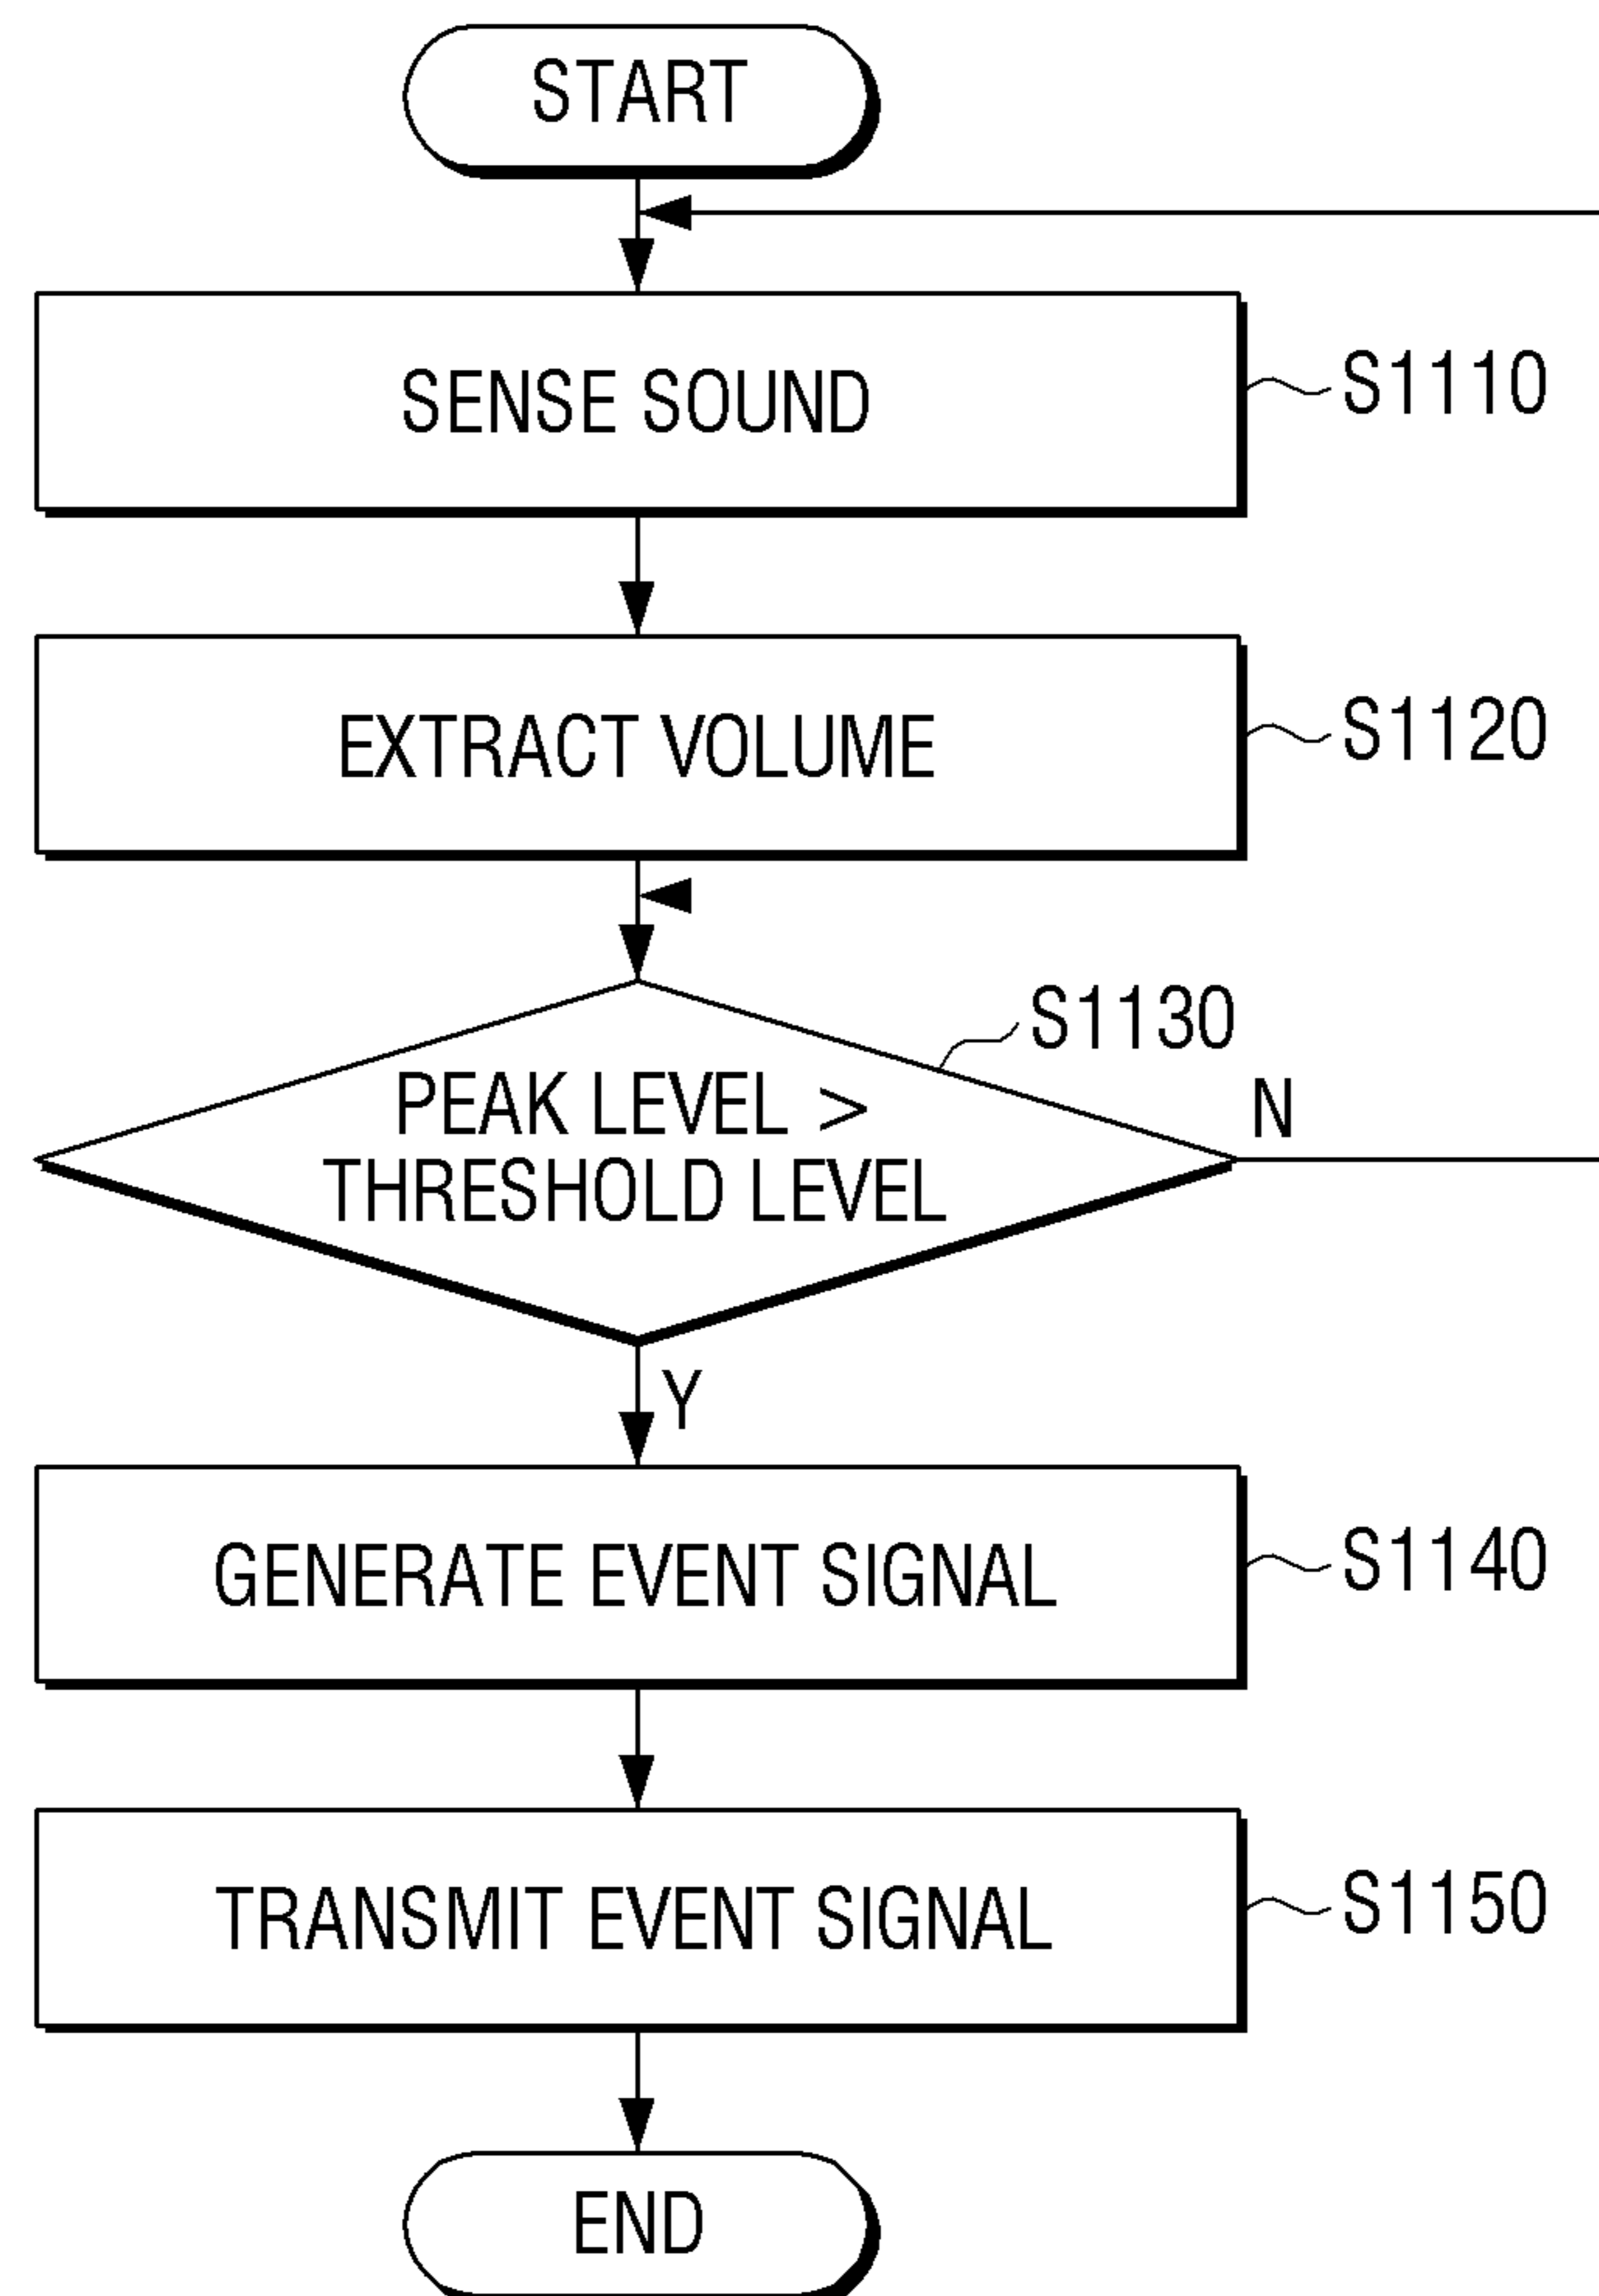 START
SENSE SOUND
S1110
EXTRACT VOLUME
S1120
S1130
PEAK LEVEL >
THRESHOLD LEVEL
N
Y
GENERATE EVENT SIGNAL
S1140
TRANSMIT EVENT SIGNAL
S1150
END